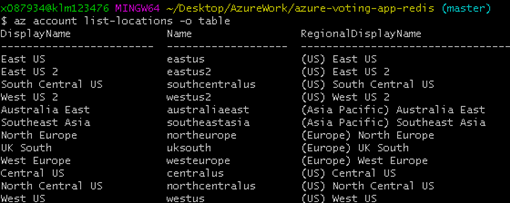 x087934@klm123476 MINGW64 ~/Desktop/AzureWork/azure-voting-app-redis (master)
$ az account list-locations -o table
DisplayName Name RegionalDisplayName
East US eastus (US) East US
East US 2 eastus2 (US) East US 2
South Central US southcentralus (US) South Central US
West US 2 westus2 (US) West US 2
Australia East australiaeast (Asia Pacific) Australia East
Southeast Asia southeastasia (Asia Pacific) Southeast Asia
North Europe northeurope (Europe) North Europe
UK South uksouth (Europe) UK South
West Europe westeurope (Europe) West Europe
Central US centralus (US) Central US
North Central US northcentralus (US) North Central US
West US westus (US) West US